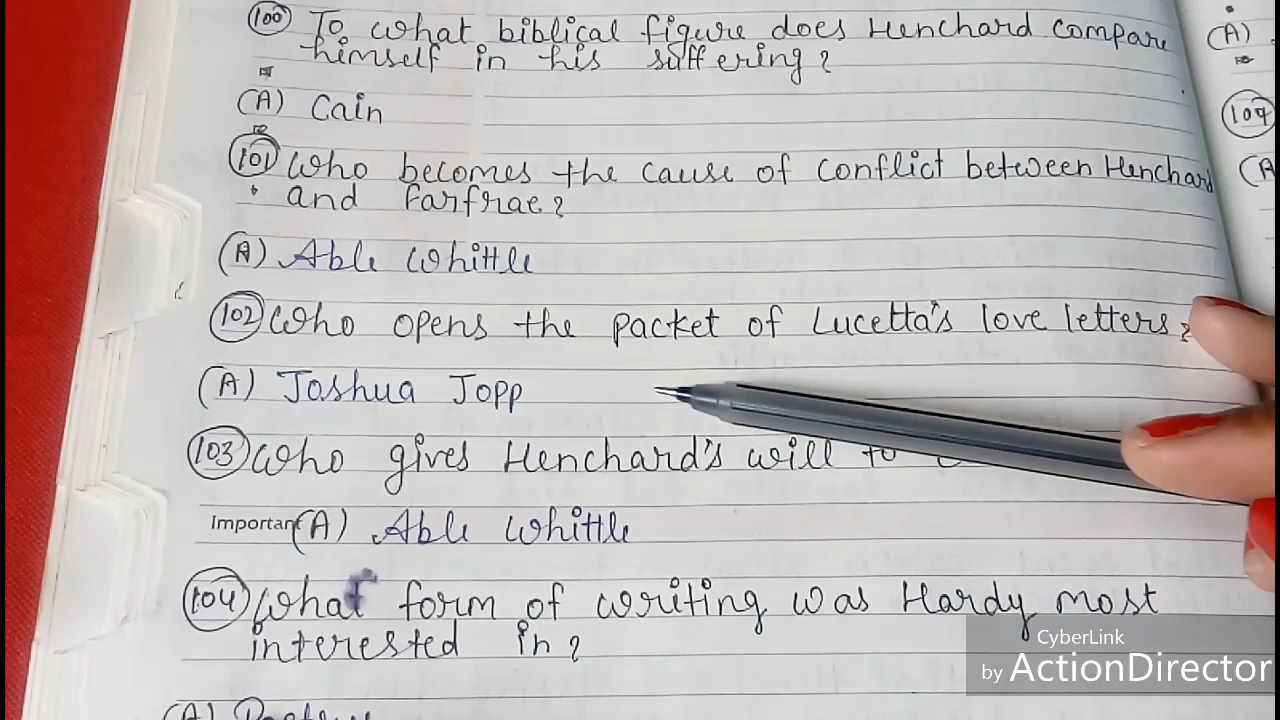 100 To what biblical figure does Henchard compare
himself in his suffering?
(A) Cain
101 Who becomes the cause of conflict between Henchard
and Farfrae?
(A) Able Whittle
102 Who opens the packet of Lucetta's love letters?
(A) Joshua Jopp
103 Who gives Henchard's will to
Important (A) Able Whittle
104 What form of writing was Hardy most
interested in?
(A)
(A)
107
(A
CyberLink
by ActionDirector